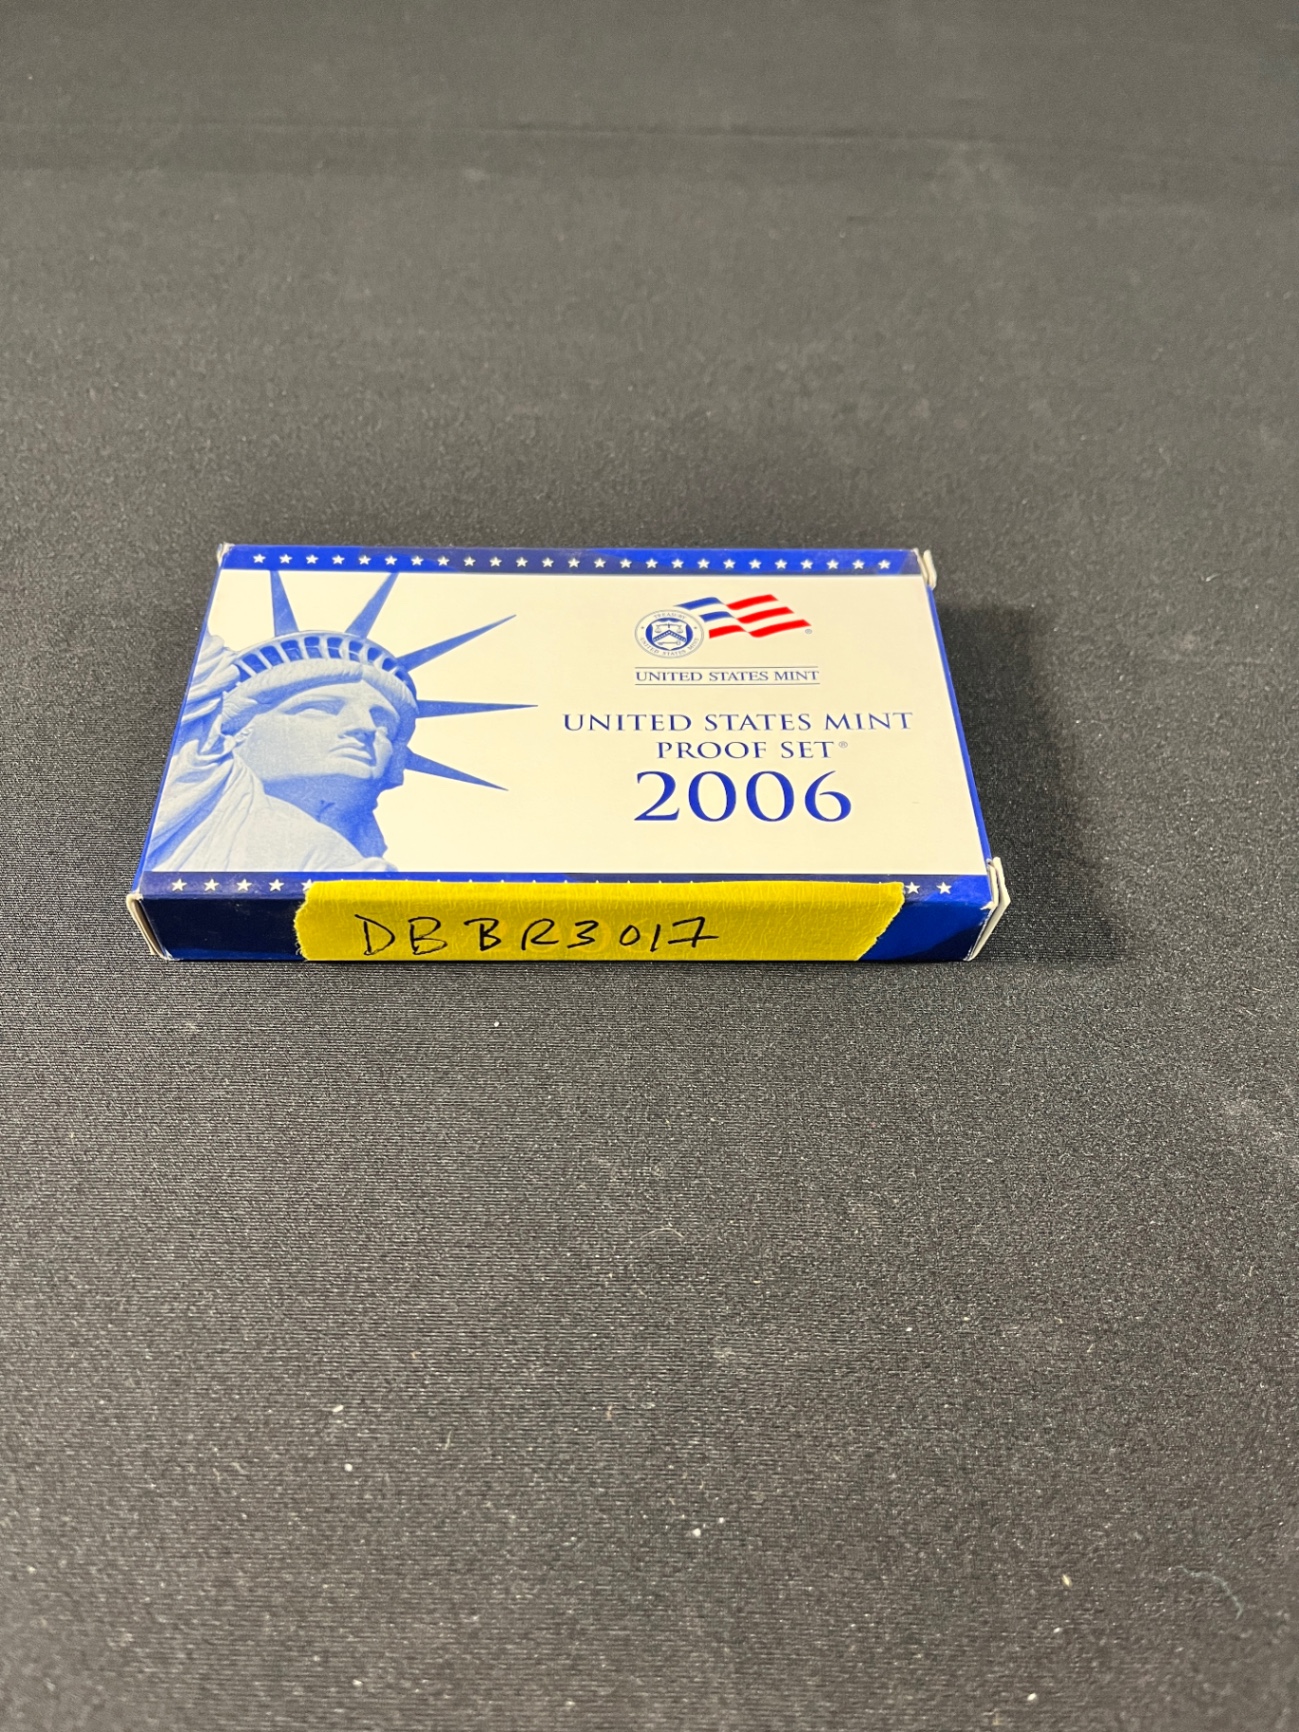 UNITED STATES MINT
UNITED STATES MINT
PROOF SET®
2006
DBBR3017